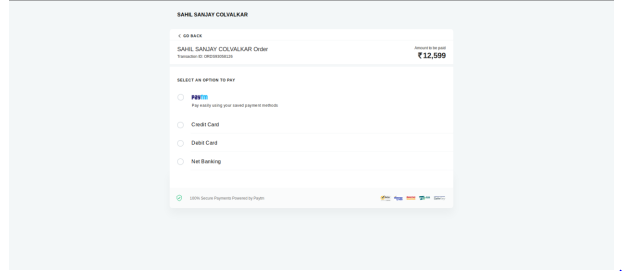 SAHIL SANJAY COLVALKAR
< GO BACK
SAHIL SANJAY COLVALKAR Order
Amount to be paid
Transaction ID: ORDS93058126
₹12,599
SELECT AN OPTION TO PAY
paytm
Pay easily using your saved payment methods
Credit Card
Debit Card
Net Banking
100% Secure Payments Powered by Paytm